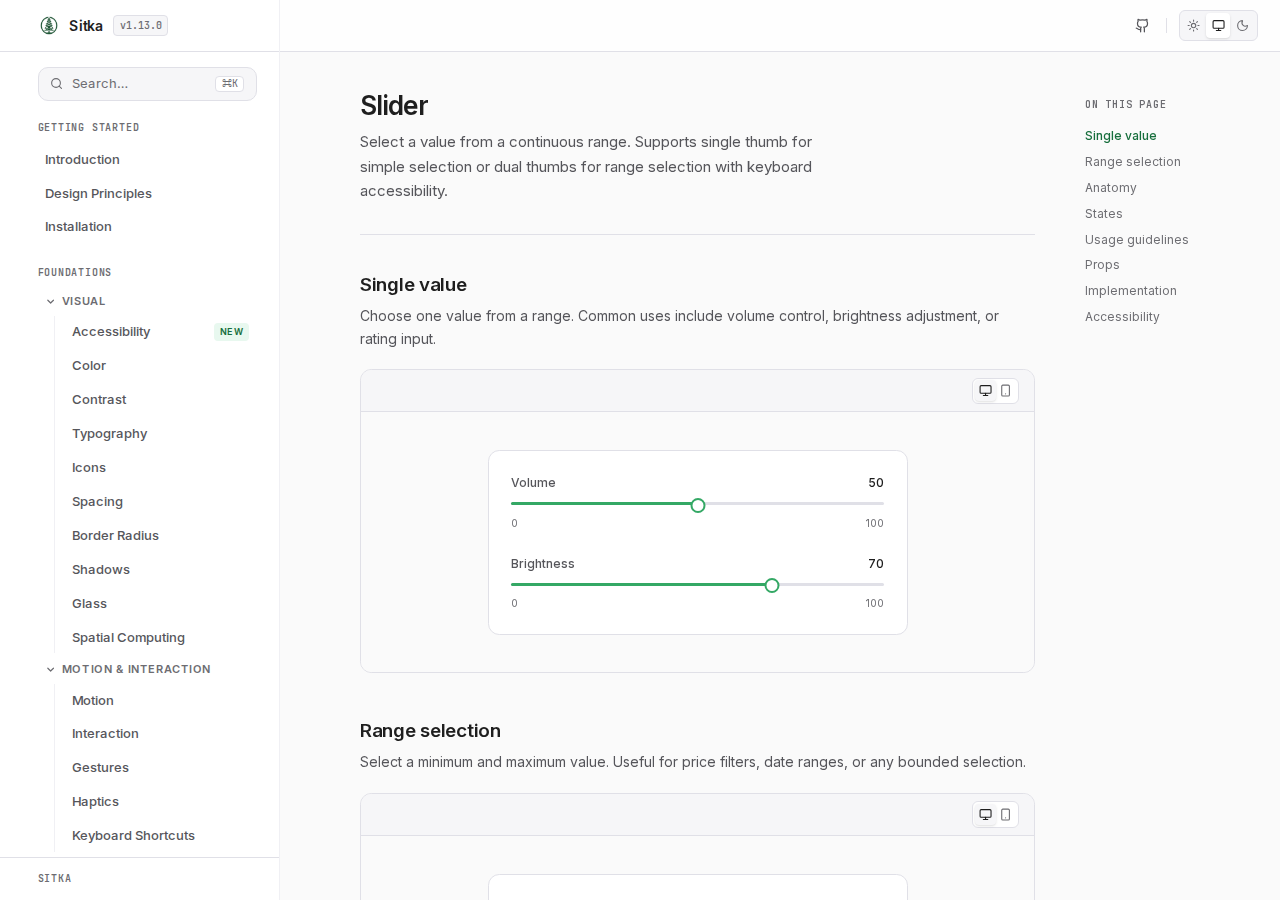 Sitka v1.13.0
Search... ⌘K
GETTING STARTED
Introduction
Design Principles
Installation
FOUNDATIONS
VISUAL
Accessibility NEW
Color
Contrast
Typography
Icons
Spacing
Border Radius
Shadows
Glass
Spatial Computing
MOTION & INTERACTION
Motion
Interaction
Gestures
Haptics
Keyboard Shortcuts
SITKA
Slider
Select a value from a continuous range. Supports single thumb for
simple selection or dual thumbs for range selection with keyboard
accessibility.
Single value
Choose one value from a range. Common uses include volume control, brightness adjustment, or
rating input.
Volume 50
0 100
Brightness 70
0 100
Range selection
Select a minimum and maximum value. Useful for price filters, date ranges, or any bounded selection.
ON THIS PAGE
Single value
Range selection
Anatomy
States
Usage guidelines
Props
Implementation
Accessibility